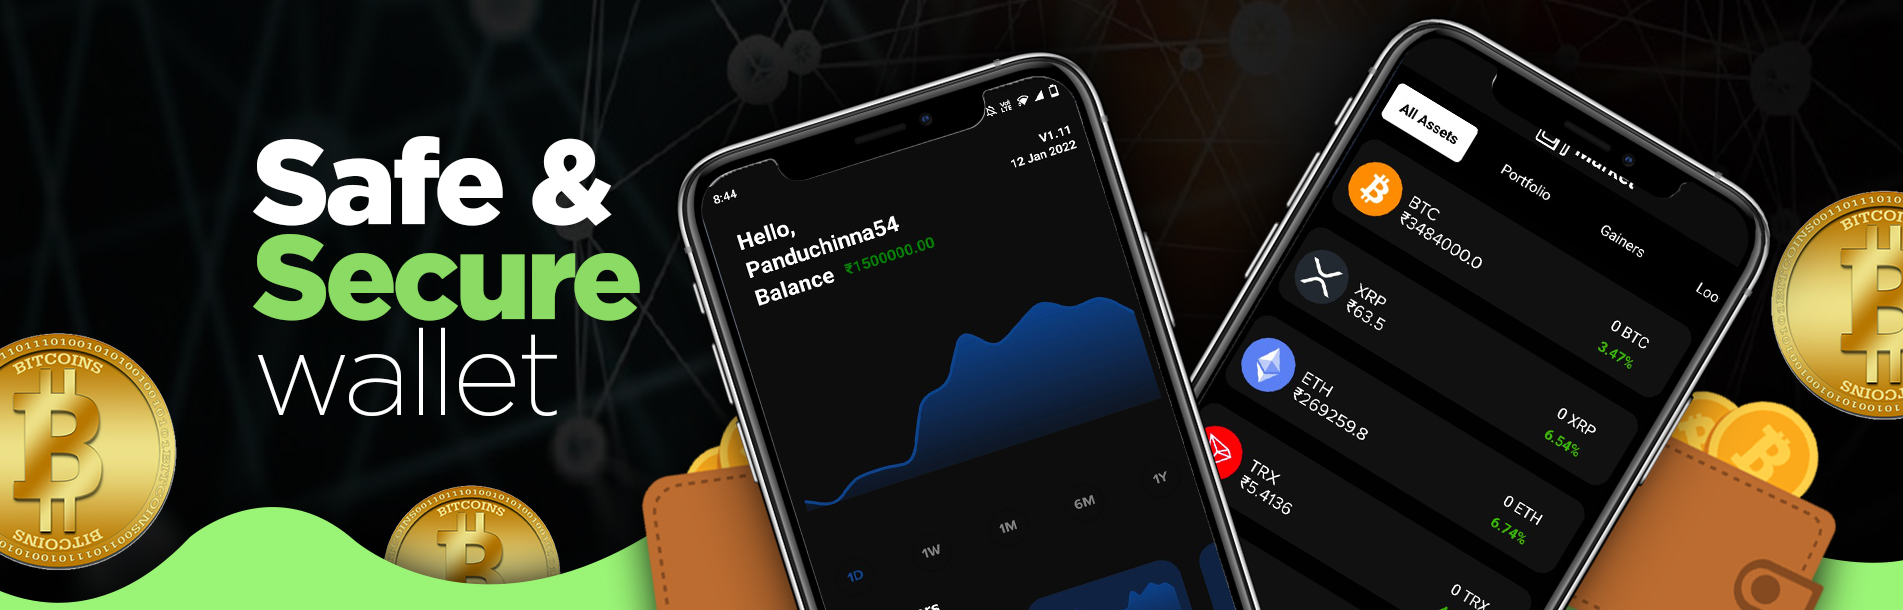 Safe &
Secure
wallet
8:44
V1.11
12 Jan 2022
Hello,
Panduchinna54
Balance ₹1500000.00
1D
1W
1M
6M
1Y
Market
All Assets
Portfolio
Gainers
Loo
BTC
₹3484000.0
0 BTC
3.47%
XRP
₹63.5
0 XRP
6.54%
ETH
₹269259.8
0 ETH
6.74%
TRX
₹5.4136
0 TRX
BITCOINS
BITCOINS
BITCOINS